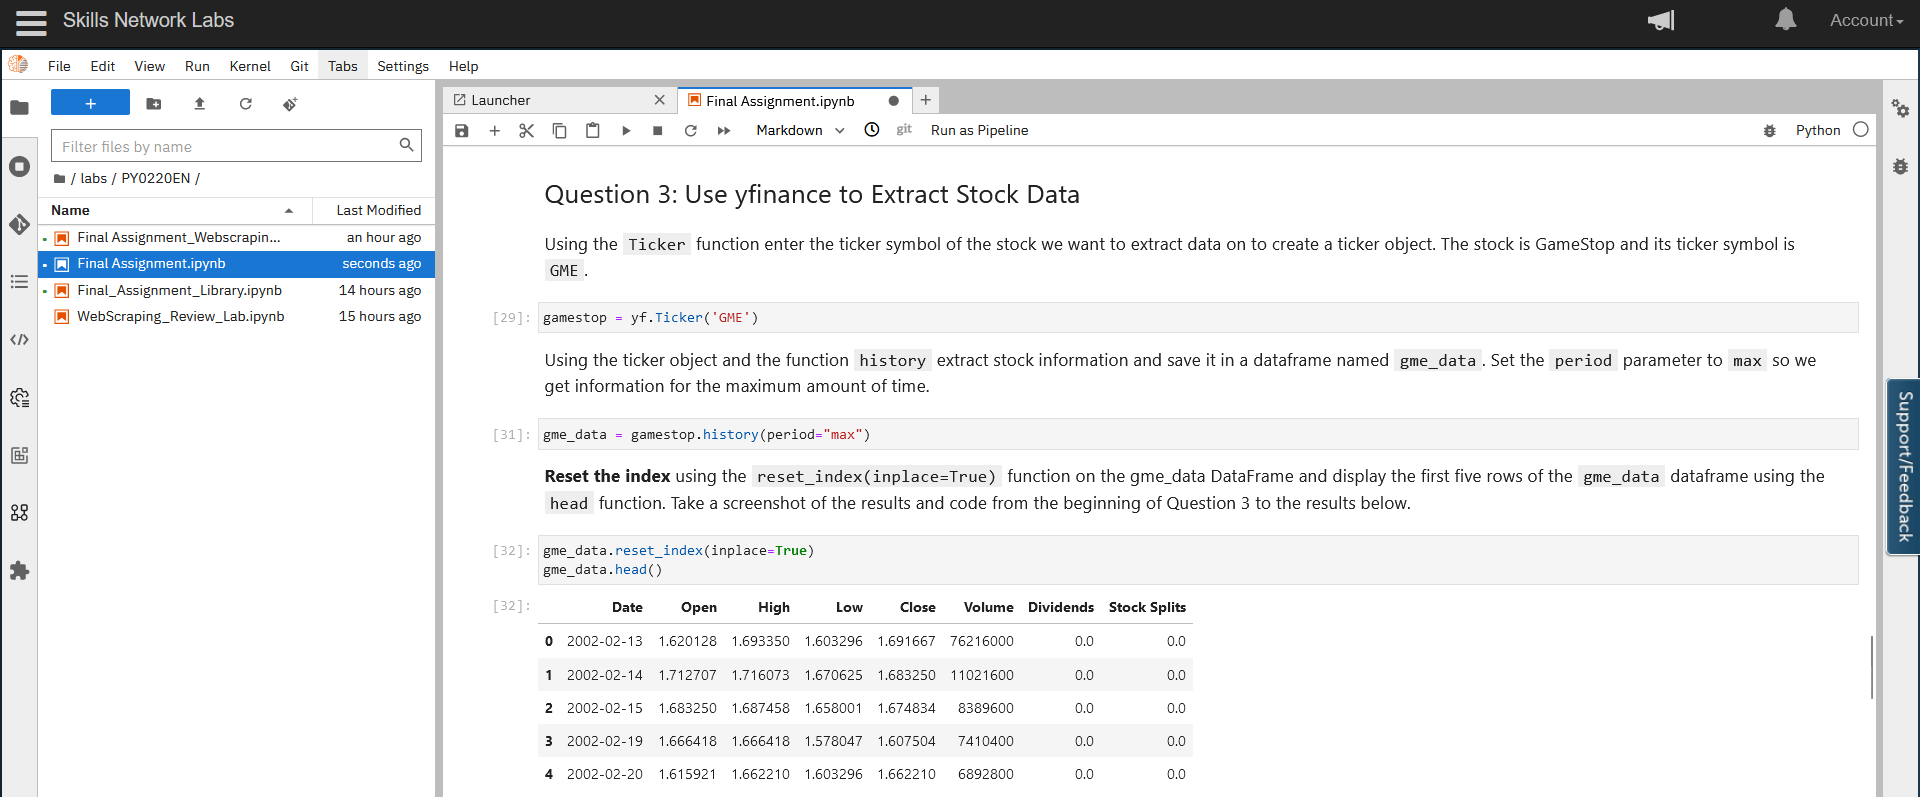 Skills Network Labs
Account
File Edit View Run Kernel Git Tabs Settings Help
+
Filter files by name
/ labs / PY0220EN /
Name Last Modified
Final Assignment_Webscrapin... an hour ago
Final Assignment.ipynb seconds ago
Final_Assignment_Library.ipynb 14 hours ago
WebScraping_Review_Lab.ipynb 15 hours ago
Launcher
Final Assignment.ipynb
Markdown git Run as Pipeline Python
Question 3: Use yfinance to Extract Stock Data
Using the Ticker function enter the ticker symbol of the stock we want to extract data on to create a ticker object. The stock is GameStop and its ticker symbol is
GME .
[29]: gamestop = yf.Ticker('GME')
Using the ticker object and the function history extract stock information and save it in a dataframe named gme_data . Set the period parameter to max so we
get information for the maximum amount of time.
[31]: gme_data = gamestop.history(period="max")
Reset the index using the reset_index(inplace=True) function on the gme_data DataFrame and display the first five rows of the gme_data dataframe using the
head function. Take a screenshot of the results and code from the beginning of Question 3 to the results below.
[32]: gme_data.reset_index(inplace=True)
gme_data.head()
[32]: Date Open High Low Close Volume Dividends Stock Splits
0 2002-02-13 1.620128 1.693350 1.603296 1.691667 76216000 0.0 0.0
1 2002-02-14 1.712707 1.716073 1.670625 1.683250 11021600 0.0 0.0
2 2002-02-15 1.683250 1.687458 1.658001 1.674834 8389600 0.0 0.0
3 2002-02-19 1.666418 1.666418 1.578047 1.607504 7410400 0.0 0.0
4 2002-02-20 1.615921 1.662210 1.603296 1.662210 6892800 0.0 0.0
Support/Feedback